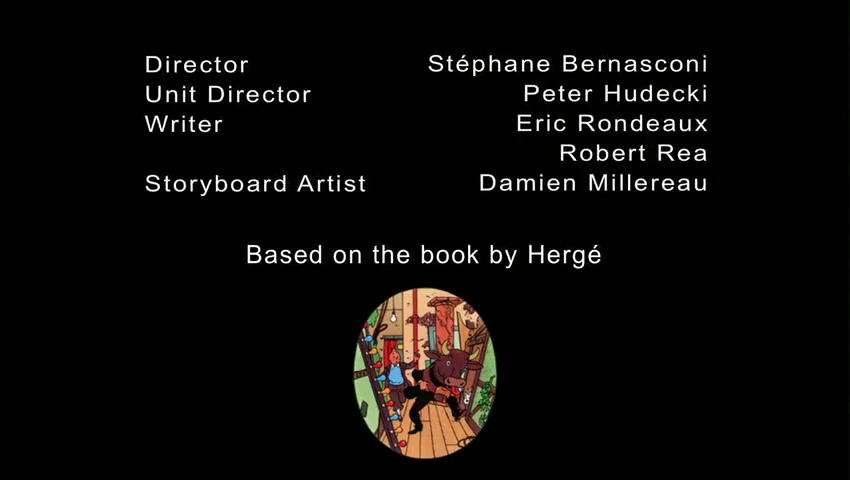 Director Stéphane Bernasconi
Unit Director Peter Hudecki
Writer Eric Rondeaux
Robert Rea
Storyboard Artist Damien Millereau
Based on the book by Hergé